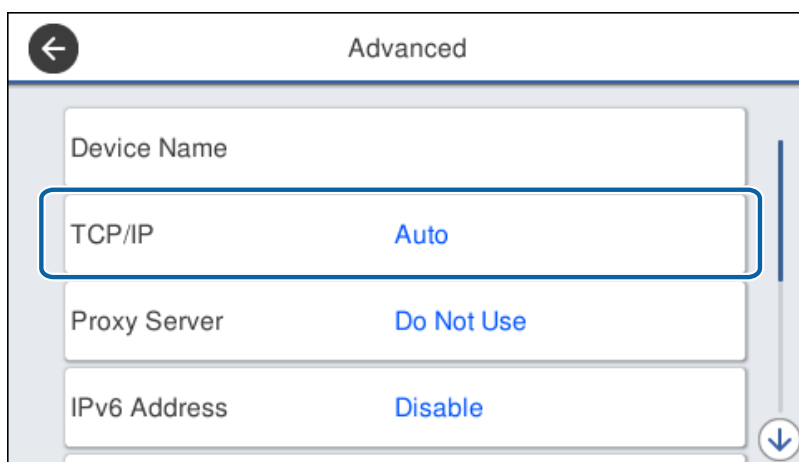 Advanced
Device Name
TCP/IP Auto
Proxy Server Do Not Use
IPv6 Address Disable